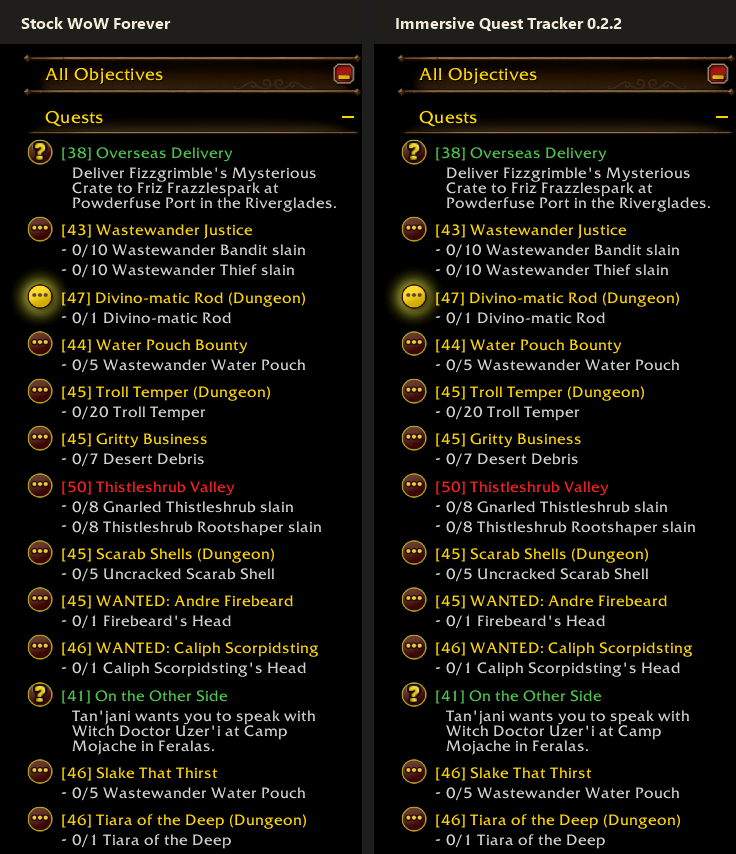 Stock WoW Forever
All Objectives
Quests
[38] Overseas Delivery
Deliver Fizzgrimble's Mysterious
Crate to Friz Frazzlespark at
Powderfuse Port in the Riverglades.
[43] Wastewander Justice
- 0/10 Wastewander Bandit slain
- 0/10 Wastewander Thief slain
[47] Divino-matic Rod (Dungeon)
- 0/1 Divino-matic Rod
[44] Water Pouch Bounty
- 0/5 Wastewander Water Pouch
[45] Troll Temper (Dungeon)
- 0/20 Troll Temper
[45] Gritty Business
- 0/7 Desert Debris
[50] Thistleshrub Valley
- 0/8 Gnarled Thistleshrub slain
- 0/8 Thistleshrub Rootshaper slain
[45] Scarab Shells (Dungeon)
- 0/5 Uncracked Scarab Shell
[45] WANTED: Andre Firebeard
- 0/1 Firebeard's Head
[46] WANTED: Caliph Scorpidsting
- 0/1 Caliph Scorpidsting's Head
[41] On the Other Side
Tan'jani wants you to speak with
Witch Doctor Uzer'i at Camp
Mojache in Feralas.
[46] Slake That Thirst
- 0/5 Wastewander Water Pouch
[46] Tiara of the Deep (Dungeon)
- 0/1 Tiara of the Deep
Immersive Quest Tracker 0.2.2
All Objectives
Quests
[38] Overseas Delivery
Deliver Fizzgrimble's Mysterious
Crate to Friz Frazzlespark at
Powderfuse Port in the Riverglades.
[43] Wastewander Justice
- 0/10 Wastewander Bandit slain
- 0/10 Wastewander Thief slain
[47] Divino-matic Rod (Dungeon)
- 0/1 Divino-matic Rod
[44] Water Pouch Bounty
- 0/5 Wastewander Water Pouch
[45] Troll Temper (Dungeon)
- 0/20 Troll Temper
[45] Gritty Business
- 0/7 Desert Debris
[50] Thistleshrub Valley
- 0/8 Gnarled Thistleshrub slain
- 0/8 Thistleshrub Rootshaper slain
[45] Scarab Shells (Dungeon)
- 0/5 Uncracked Scarab Shell
[45] WANTED: Andre Firebeard
- 0/1 Firebeard's Head
[46] WANTED: Caliph Scorpidsting
- 0/1 Caliph Scorpidsting's Head
[41] On the Other Side
Tan'jani wants you to speak with
Witch Doctor Uzer'i at Camp
Mojache in Feralas.
[46] Slake That Thirst
- 0/5 Wastewander Water Pouch
[46] Tiara of the Deep (Dungeon)
- 0/1 Tiara of the Deep